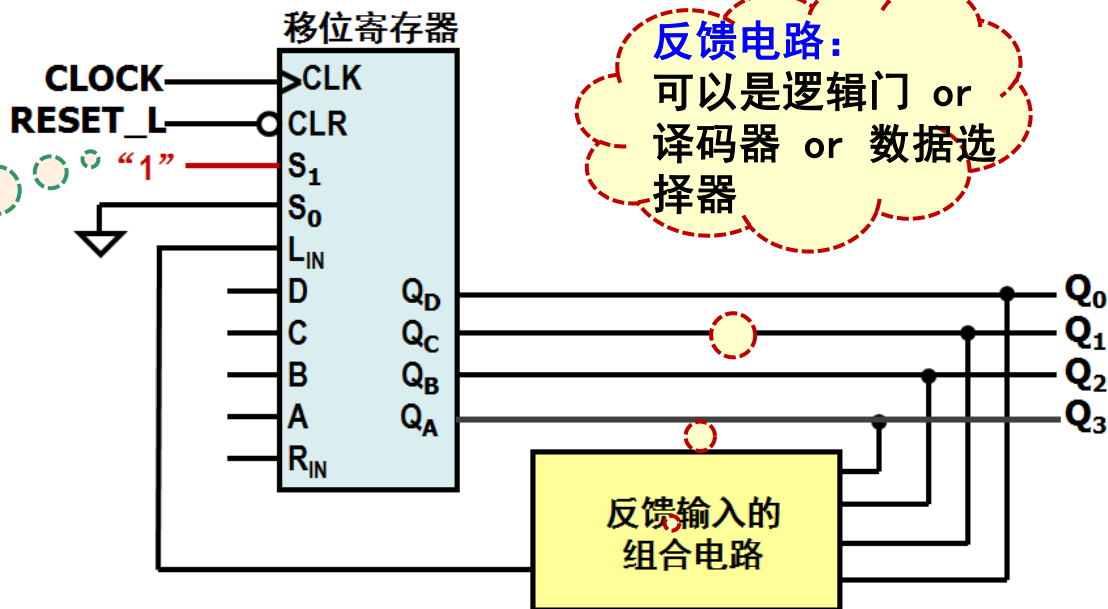 移位寄存器
反馈电路:
可以是逻辑门 or
译码器 or 数据选
择器
CLOCK
CLK
RESET_L
CLR
“1”
S1
S0
LIN
D
QD
Q0
C
QC
Q1
B
QB
Q2
A
QA
Q3
RIN
反馈输入的
组合电路